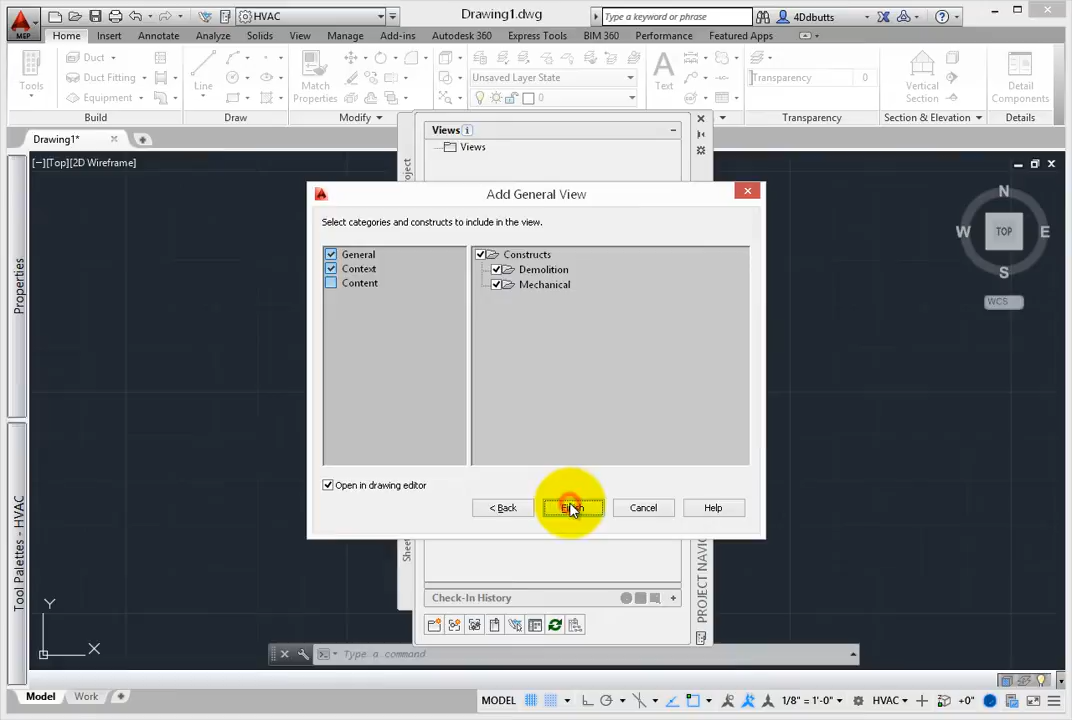 HVAC
Drawing1.dwg
Type a keyword or phrase
4Ddbutts
MEP
Home Insert Annotate Analyze Solids View Manage Add-ins Autodesk 360 Express Tools BIM 360 Performance Featured Apps
Tools
Duct
Duct Fitting
Equipment
Build
Line
Draw
Match
Properties
Modify
Unsaved Layer State
0
Text
Transparency 0
Transparency
Vertical
Section
Section & Elevation
Detail
Components
Details
Drawing1*
[−][Top][2D Wireframe]
Views
Views
Project
N
W TOP E
S
WCS
Properties
Tool Palettes - HVAC
Add General View
Select categories and constructs to include in the view.
General
Context
Content
Constructs
Demolition
Mechanical
Open in drawing editor
< Back
Cancel
Help
Check-In History
PROJECT NAVIG
Y
X
Type a command
Model Work
MODEL
1/8" = 1'-0"
HVAC
+0"